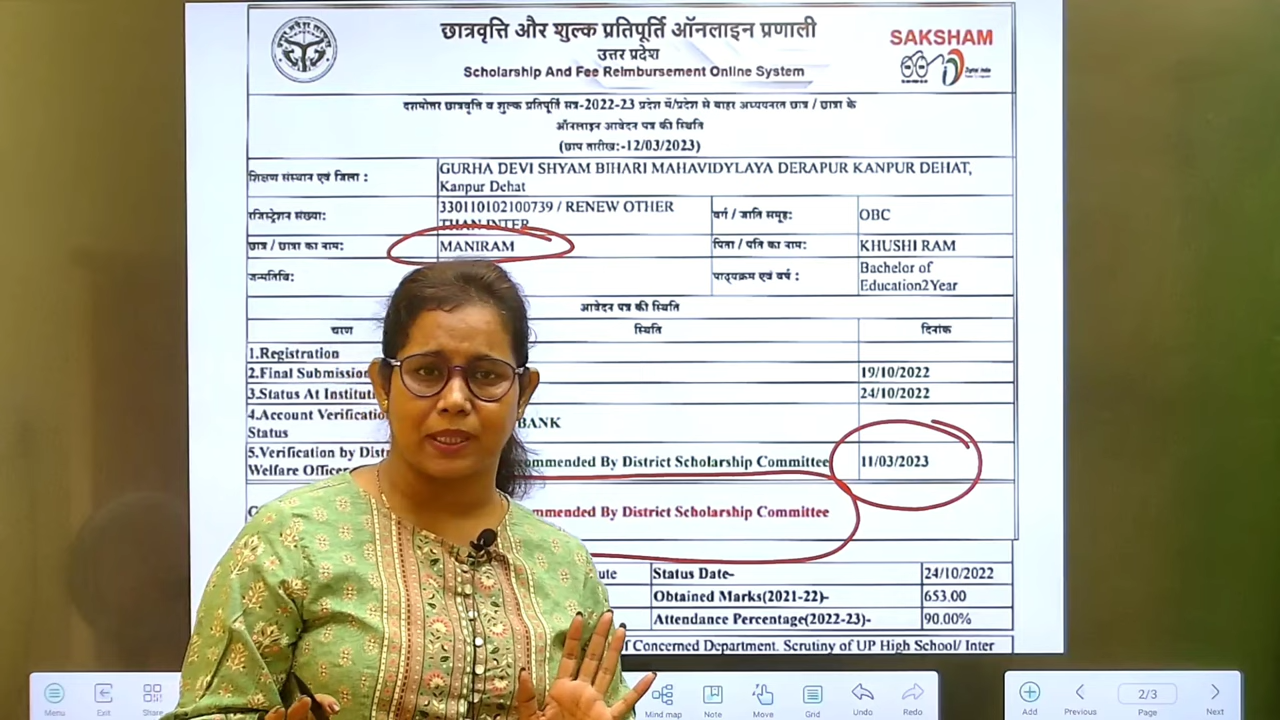 छात्रवृत्ति और शुल्क प्रतिपूर्ति ऑनलाइन प्रणाली
उत्तर प्रदेश
Scholarship And Fee Reimbursement Online System
SAKSHAM
दशमोत्तर छात्रवृत्ति व शुल्क प्रतिपूर्ति सत्र-2022-23 प्रदेश में/प्रदेश से बाहर अध्ययनरत छात्र / छात्रा के
ऑनलाइन आवेदन पत्र की स्थिति
(छाप तारीख:-12/03/2023)
शिक्षण संस्थान एवं जिला :
GURHA DEVI SHYAM BIHARI MAHAVIDYLAYA DERAPUR KANPUR DEHAT,
Kanpur Dehat
रजिस्ट्रेशन संख्या:
330110102100739 / RENEW OTHER
THAN INTER
वर्ग / जाति समूह:
OBC
छात्र / छात्रा का नाम:
MANIRAM
पिता / पति का नाम:
KHUSHI RAM
जन्मतिथि:
पाठ्यक्रम एवं वर्ष :
Bachelor of
Education2Year
आवेदन पत्र की स्थिति
चरण
स्थिति
दिनांक
1.Registration
2.Final Submission
19/10/2022
3.Status At
24/10/2022
4.Account
Status
BANK
5.Verification by
Welfare
By District Scholarship Committee
11/03/2023
By District Scholarship Committee
Status Date-
24/10/2022
Obtained Marks(2021-22)-
653.00
Attendance Percentage(2022-23)-
90.00%
of Concerned Department. Scrutiny of UP High School/ Inter
Menu
Exit
Share
Mind map
Note
Move
Grid
Undo
Redo
Add
Previous
2/3
Page
Next